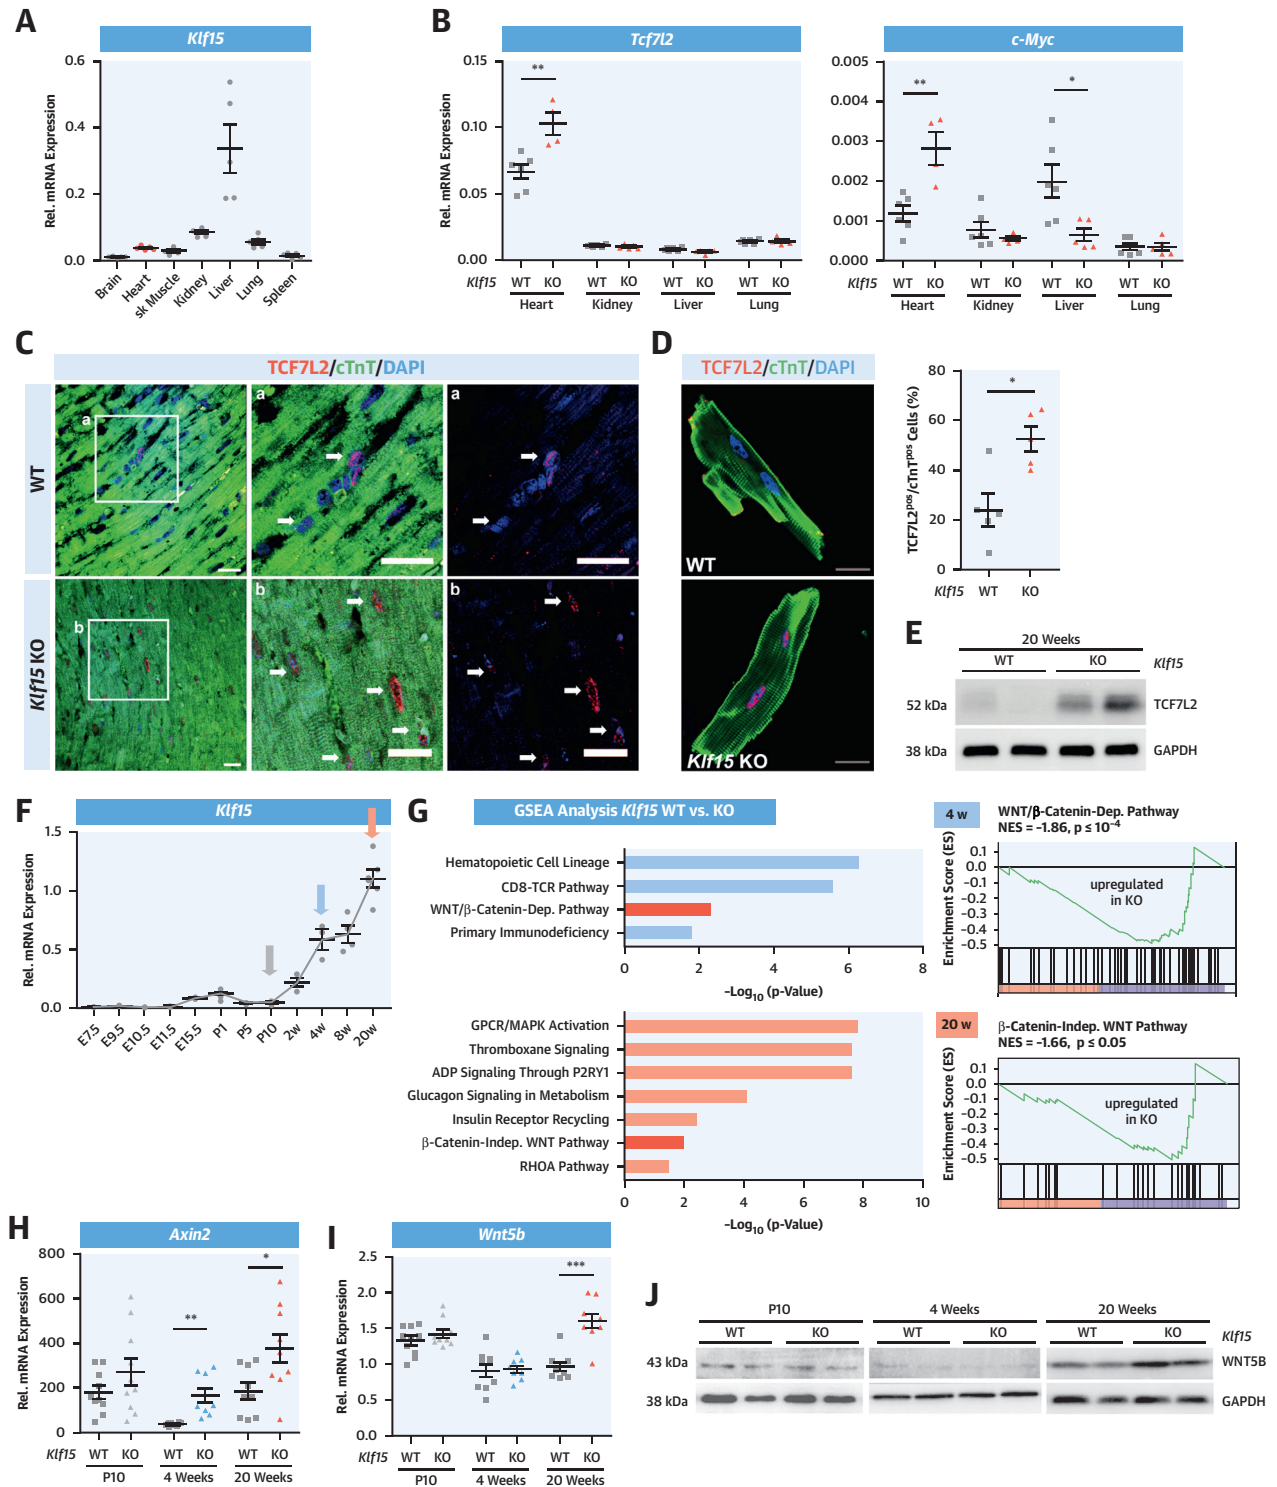 A
Klf15
Rel. mRNA Expression
0.6
0.4
0.2
0.0
Brain
Heart
sk Muscle
Kidney
Liver
Lung
Spleen
B
Tcf7l2
Rel. mRNA Expression
0.15
0.10
0.05
0.00
**
Klf15 WT KO WT KO WT KO WT KO
Heart Kidney Liver Lung
c-Myc
0.005
0.004
0.003
0.002
0.001
0.000
**
*
Klf15 WT KO WT KO WT KO WT KO
Heart Kidney Liver Lung
C
TCF7L2/cTnT/DAPI
WT
a
a
a
Klf15 KO
b
b
b
D
TCF7L2/cTnT/DAPI
WT
Klf15 KO
TCF7L2pos/cTnTpos Cells (%)
80
60
40
20
0
*
Klf15 WT KO
E
20 Weeks
WT KO Klf15
52 kDa TCF7L2
38 kDa GAPDH
F
Klf15
Rel. mRNA Expression
1.5
1.0
0.5
0.0
E7.5
E9.5
E10.5
E11.5
E15.5
P1
P5
P10
2w
4w
8w
20w
G
GSEA Analysis Klf15 WT vs. KO
Hematopoietic Cell Lineage
CD8-TCR Pathway
WNT/β-Catenin-Dep. Pathway
Primary Immunodeficiency
0 2 4 6 8
–Log10 (p-Value)
GPCR/MAPK Activation
Thromboxane Signaling
ADP Signaling Through P2RY1
Glucagon Signaling in Metabolism
Insulin Receptor Recycling
β-Catenin-Indep. WNT Pathway
RHOA Pathway
0 2 4 6 8 10
–Log10 (p-Value)
4 w
WNT/β-Catenin-Dep. Pathway
NES = –1.86, p ≤ 10–4
Enrichment Score (ES)
0.1
0.0
–0.1
–0.2
–0.3
–0.4
–0.5
upregulated
in KO
20 w
β-Catenin-Indep. WNT Pathway
NES = –1.66, p ≤ 0.05
Enrichment Score (ES)
0.1
0.0
–0.1
–0.2
–0.3
–0.4
–0.5
upregulated
in KO
H
Axin2
Rel. mRNA Expression
800
600
400
200
0
**
*
Klf15 WT KO WT KO WT KO
P10 4 Weeks 20 Weeks
I
Wnt5b
Rel. mRNA Expression
2.5
2.0
1.5
1.0
0.5
0.0
***
Klf15 WT KO WT KO WT KO
P10 4 Weeks 20 Weeks
J
P10 4 Weeks 20 Weeks
WT KO WT KO WT KO Klf15
43 kDa WNT5B
38 kDa GAPDH